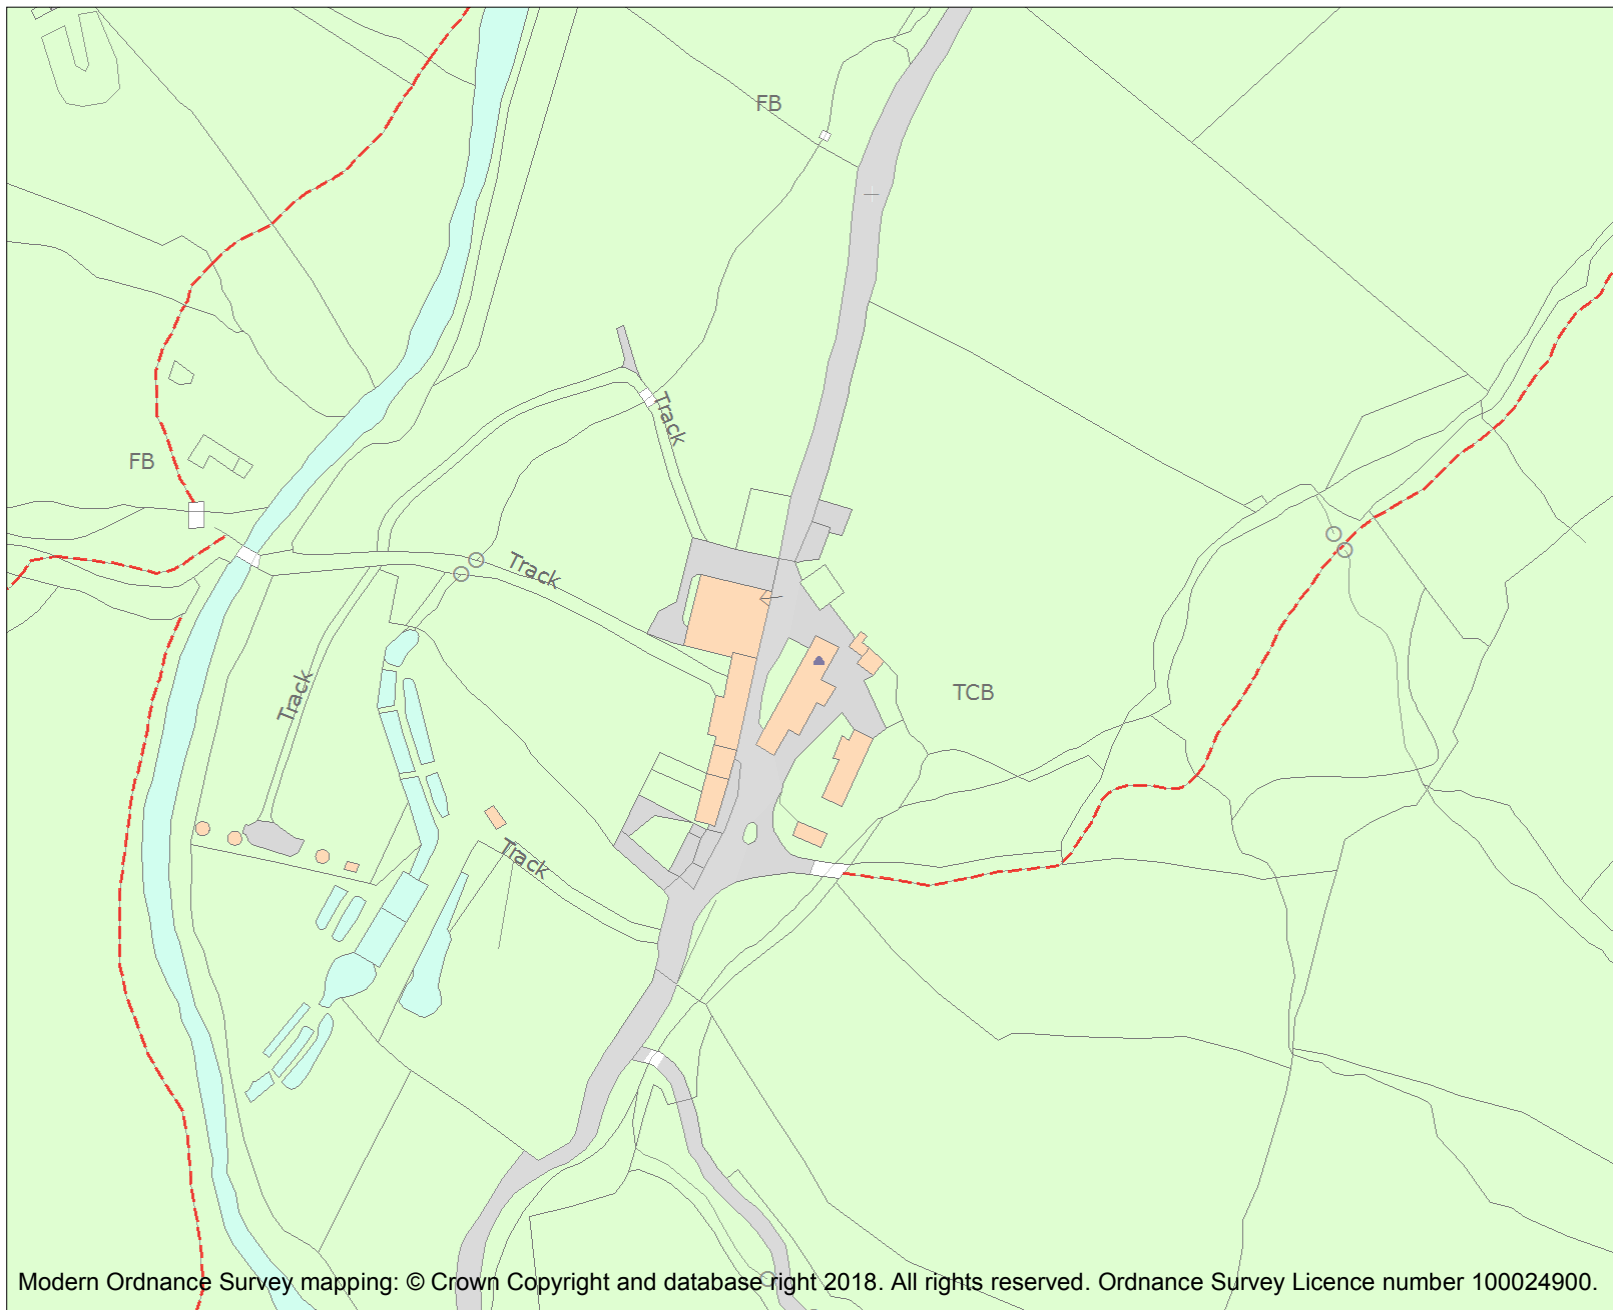 FB
Track
FB
Track
Track
TCB
Track
Modern Ordnance Survey mapping: © Crown Copyright and database right 2018. All rights reserved. Ordnance Survey Licence number 100024900.